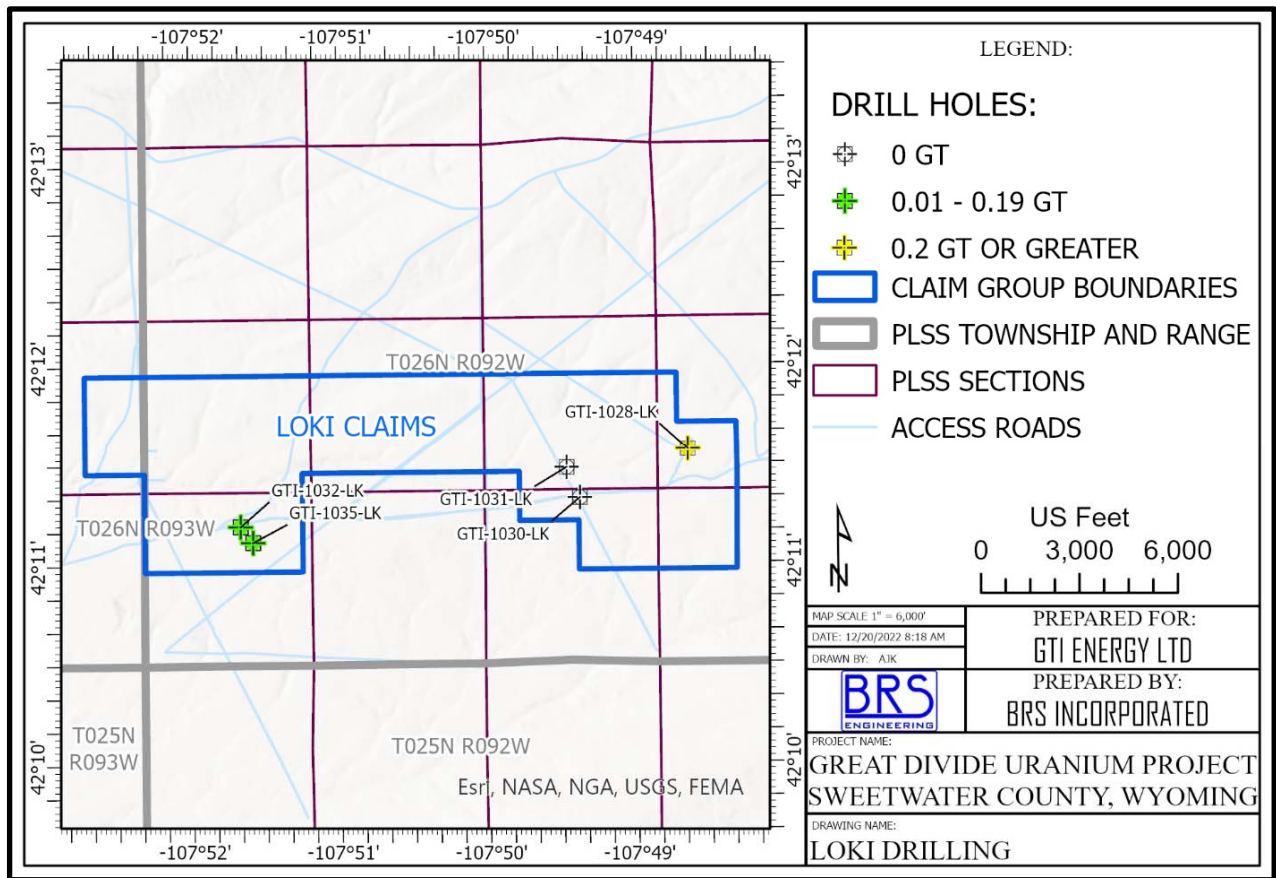 -107°52' -107°51' -107°50' -107°49'
42°13'
42°12'
42°11'
42°10'
42°13'
42°12'
42°11'
42°10'
T026N R092W
LOKI CLAIMS
GTI-1028-LK
GTI-1032-LK
GTI-1035-LK
GTI-1031-LK
GTI-1030-LK
T026N R093W
T025N
R093W
T025N R092W
Esri, NASA, NGA, USGS, FEMA
-107°52' -107°51' -107°50' -107°49'
LEGEND:
DRILL HOLES:
0 GT
0.01 - 0.19 GT
0.2 GT OR GREATER
CLAIM GROUP BOUNDARIES
PLSS TOWNSHIP AND RANGE
PLSS SECTIONS
ACCESS ROADS
N
US Feet
0 3,000 6,000
MAP SCALE 1" = 6,000'
DATE: 12/20/2022 8:18 AM
DRAWN BY: AJK
PREPARED FOR:
GTI ENERGY LTD
BRS
ENGINEERING
PREPARED BY:
BRS INCORPORATED
PROJECT NAME:
GREAT DIVIDE URANIUM PROJECT
SWEETWATER COUNTY, WYOMING
DRAWING NAME:
LOKI DRILLING